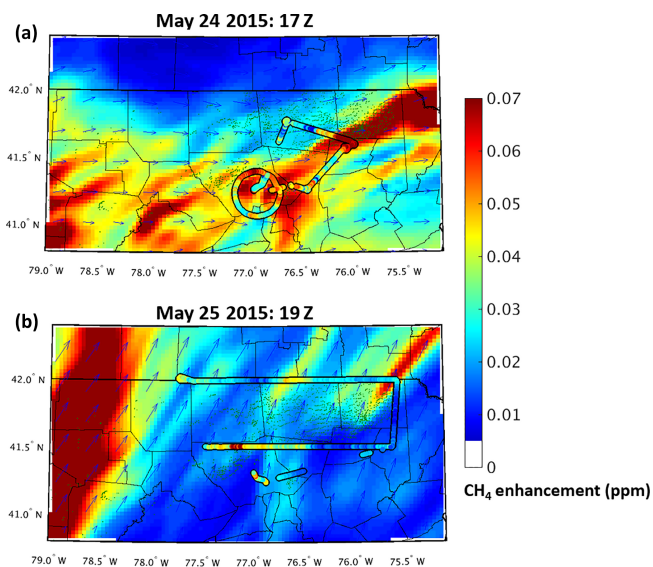 May 24 2015: 17 Z
(a)
42.0° N
41.5° N
41.0° N
79.0° W 78.5° W 78.0° W 77.5° W 77.0° W 76.5° W 76.0° W 75.5° W
May 25 2015: 19 Z
(b)
42.0° N
41.5° N
41.0° N
79.0° W 78.5° W 78.0° W 77.5° W 77.0° W 76.5° W 76.0° W 75.5° W
0.07
0.06
0.05
0.04
0.03
0.02
0.01
0
CH4 enhancement (ppm)